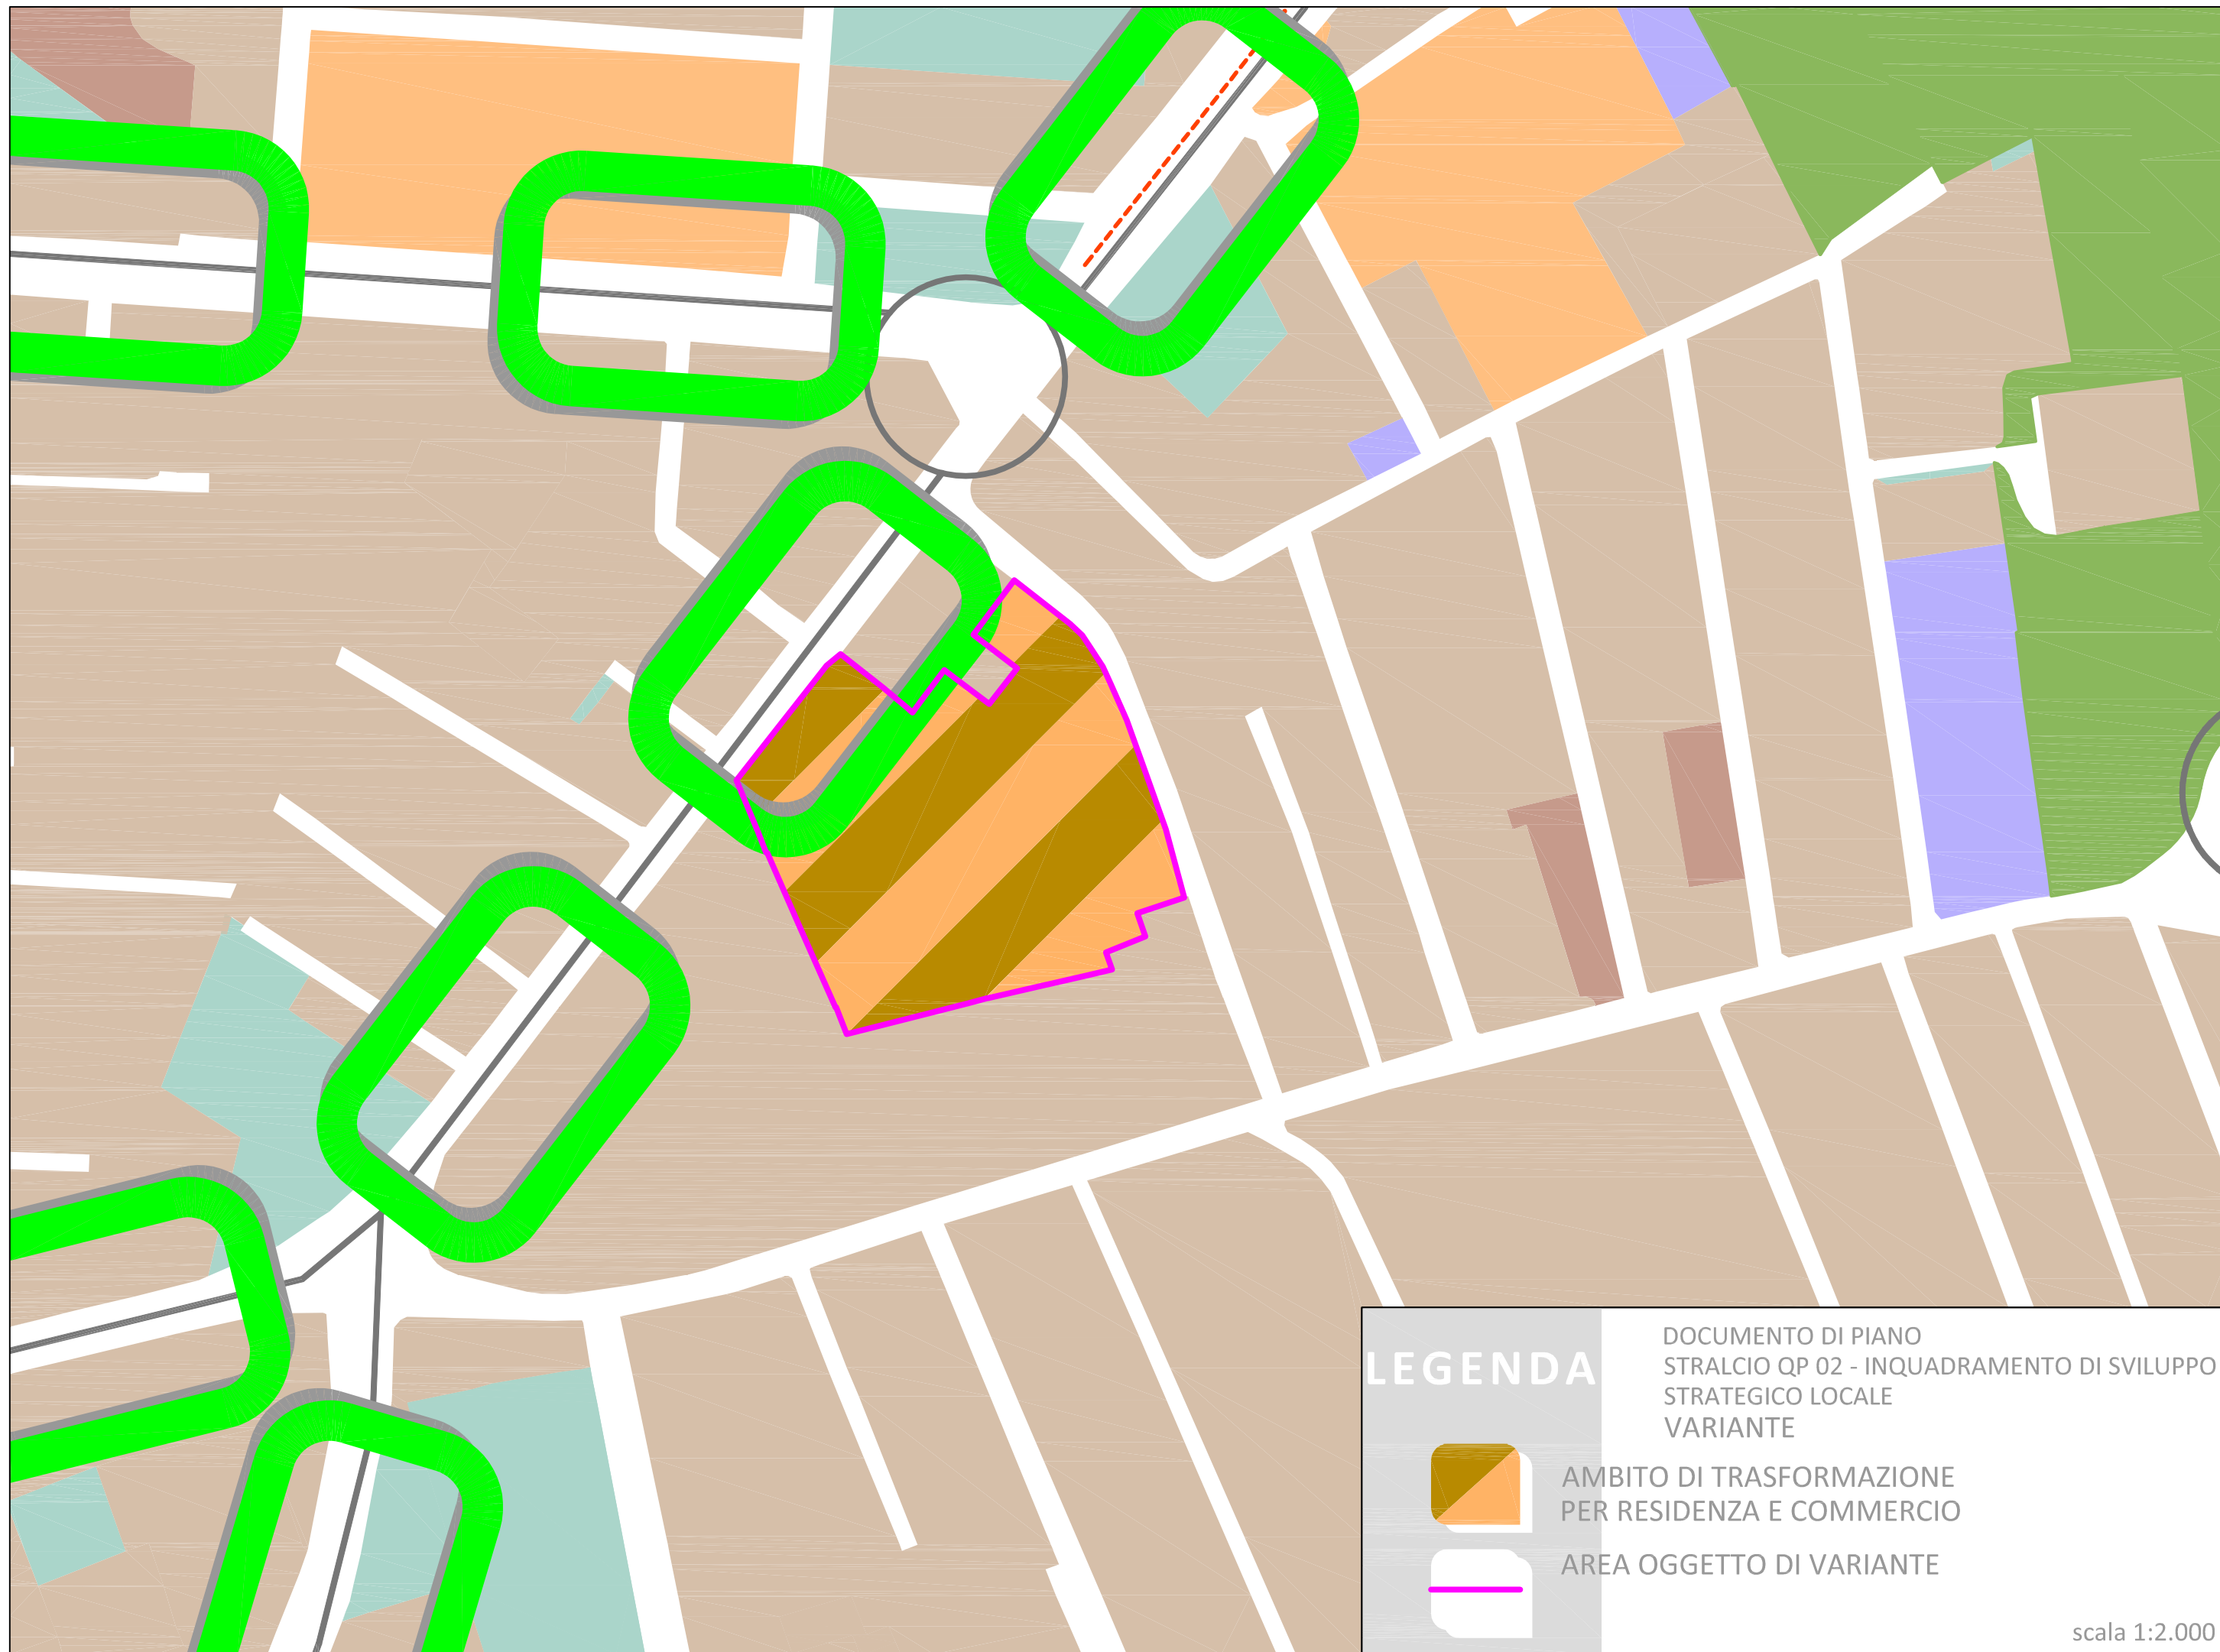 LEGENDA
DOCUMENTO DI PIANO
STRALCIO QP 02 - INQUADRAMENTO DI SVILUPPO
STRATEGICO LOCALE
VARIANTE
AMBITO DI TRASFORMAZIONE
PER RESIDENZA E COMMERCIO
AREA OGGETTO DI VARIANTE
scala 1:2.000